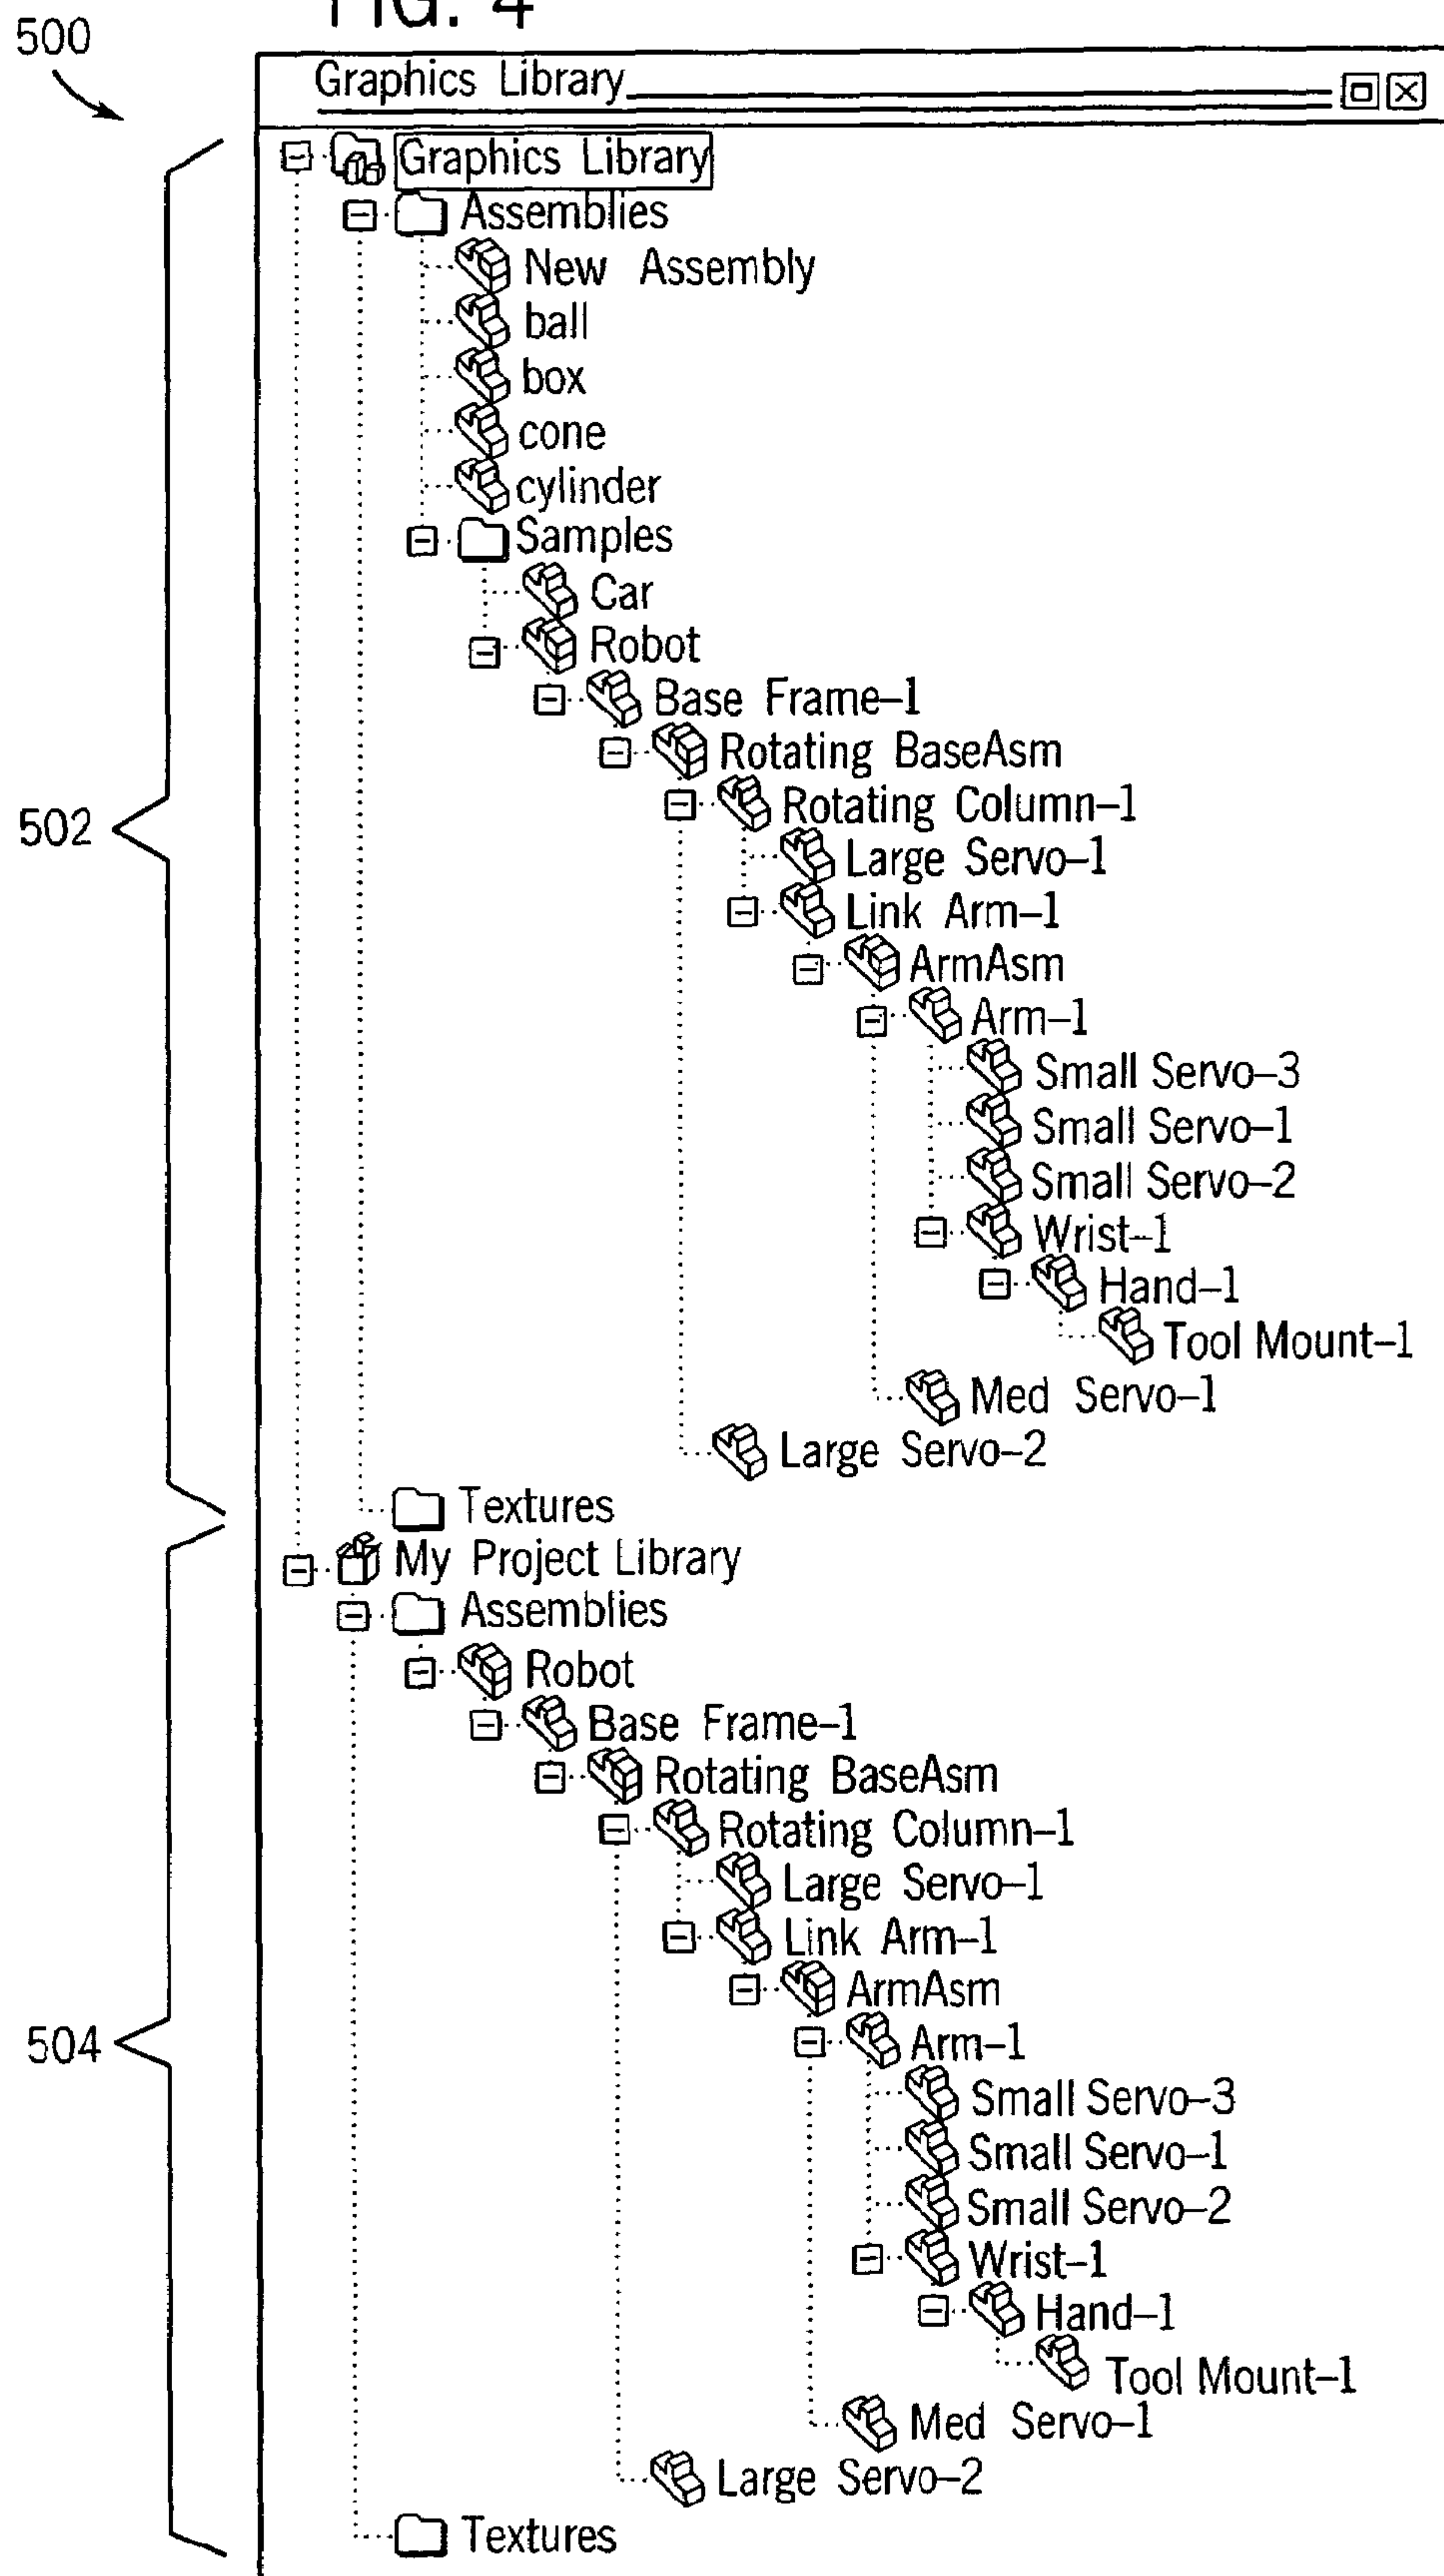 FIG. 4
500
Graphics Library
Graphics Library
Assemblies
New Assembly
ball
box
cone
cylinder
Samples
Car
Robot
Base Frame–1
Rotating BaseAsm
Rotating Column–1
502
Large Servo–1
Link Arm–1
ArmAsm
Arm–1
Small Servo–3
Small Servo–1
Small Servo–2
Wrist–1
Hand–1
Tool Mount–1
Med Servo–1
Large Servo–2
Textures
My Project Library
Assemblies
Robot
Base Frame–1
Rotating BaseAsm
Rotating Column–1
Large Servo–1
Link Arm–1
ArmAsm
504
Arm–1
Small Servo–3
Small Servo–1
Small Servo–2
Wrist–1
Hand–1
Tool Mount–1
Med Servo–1
Large Servo–2
Textures